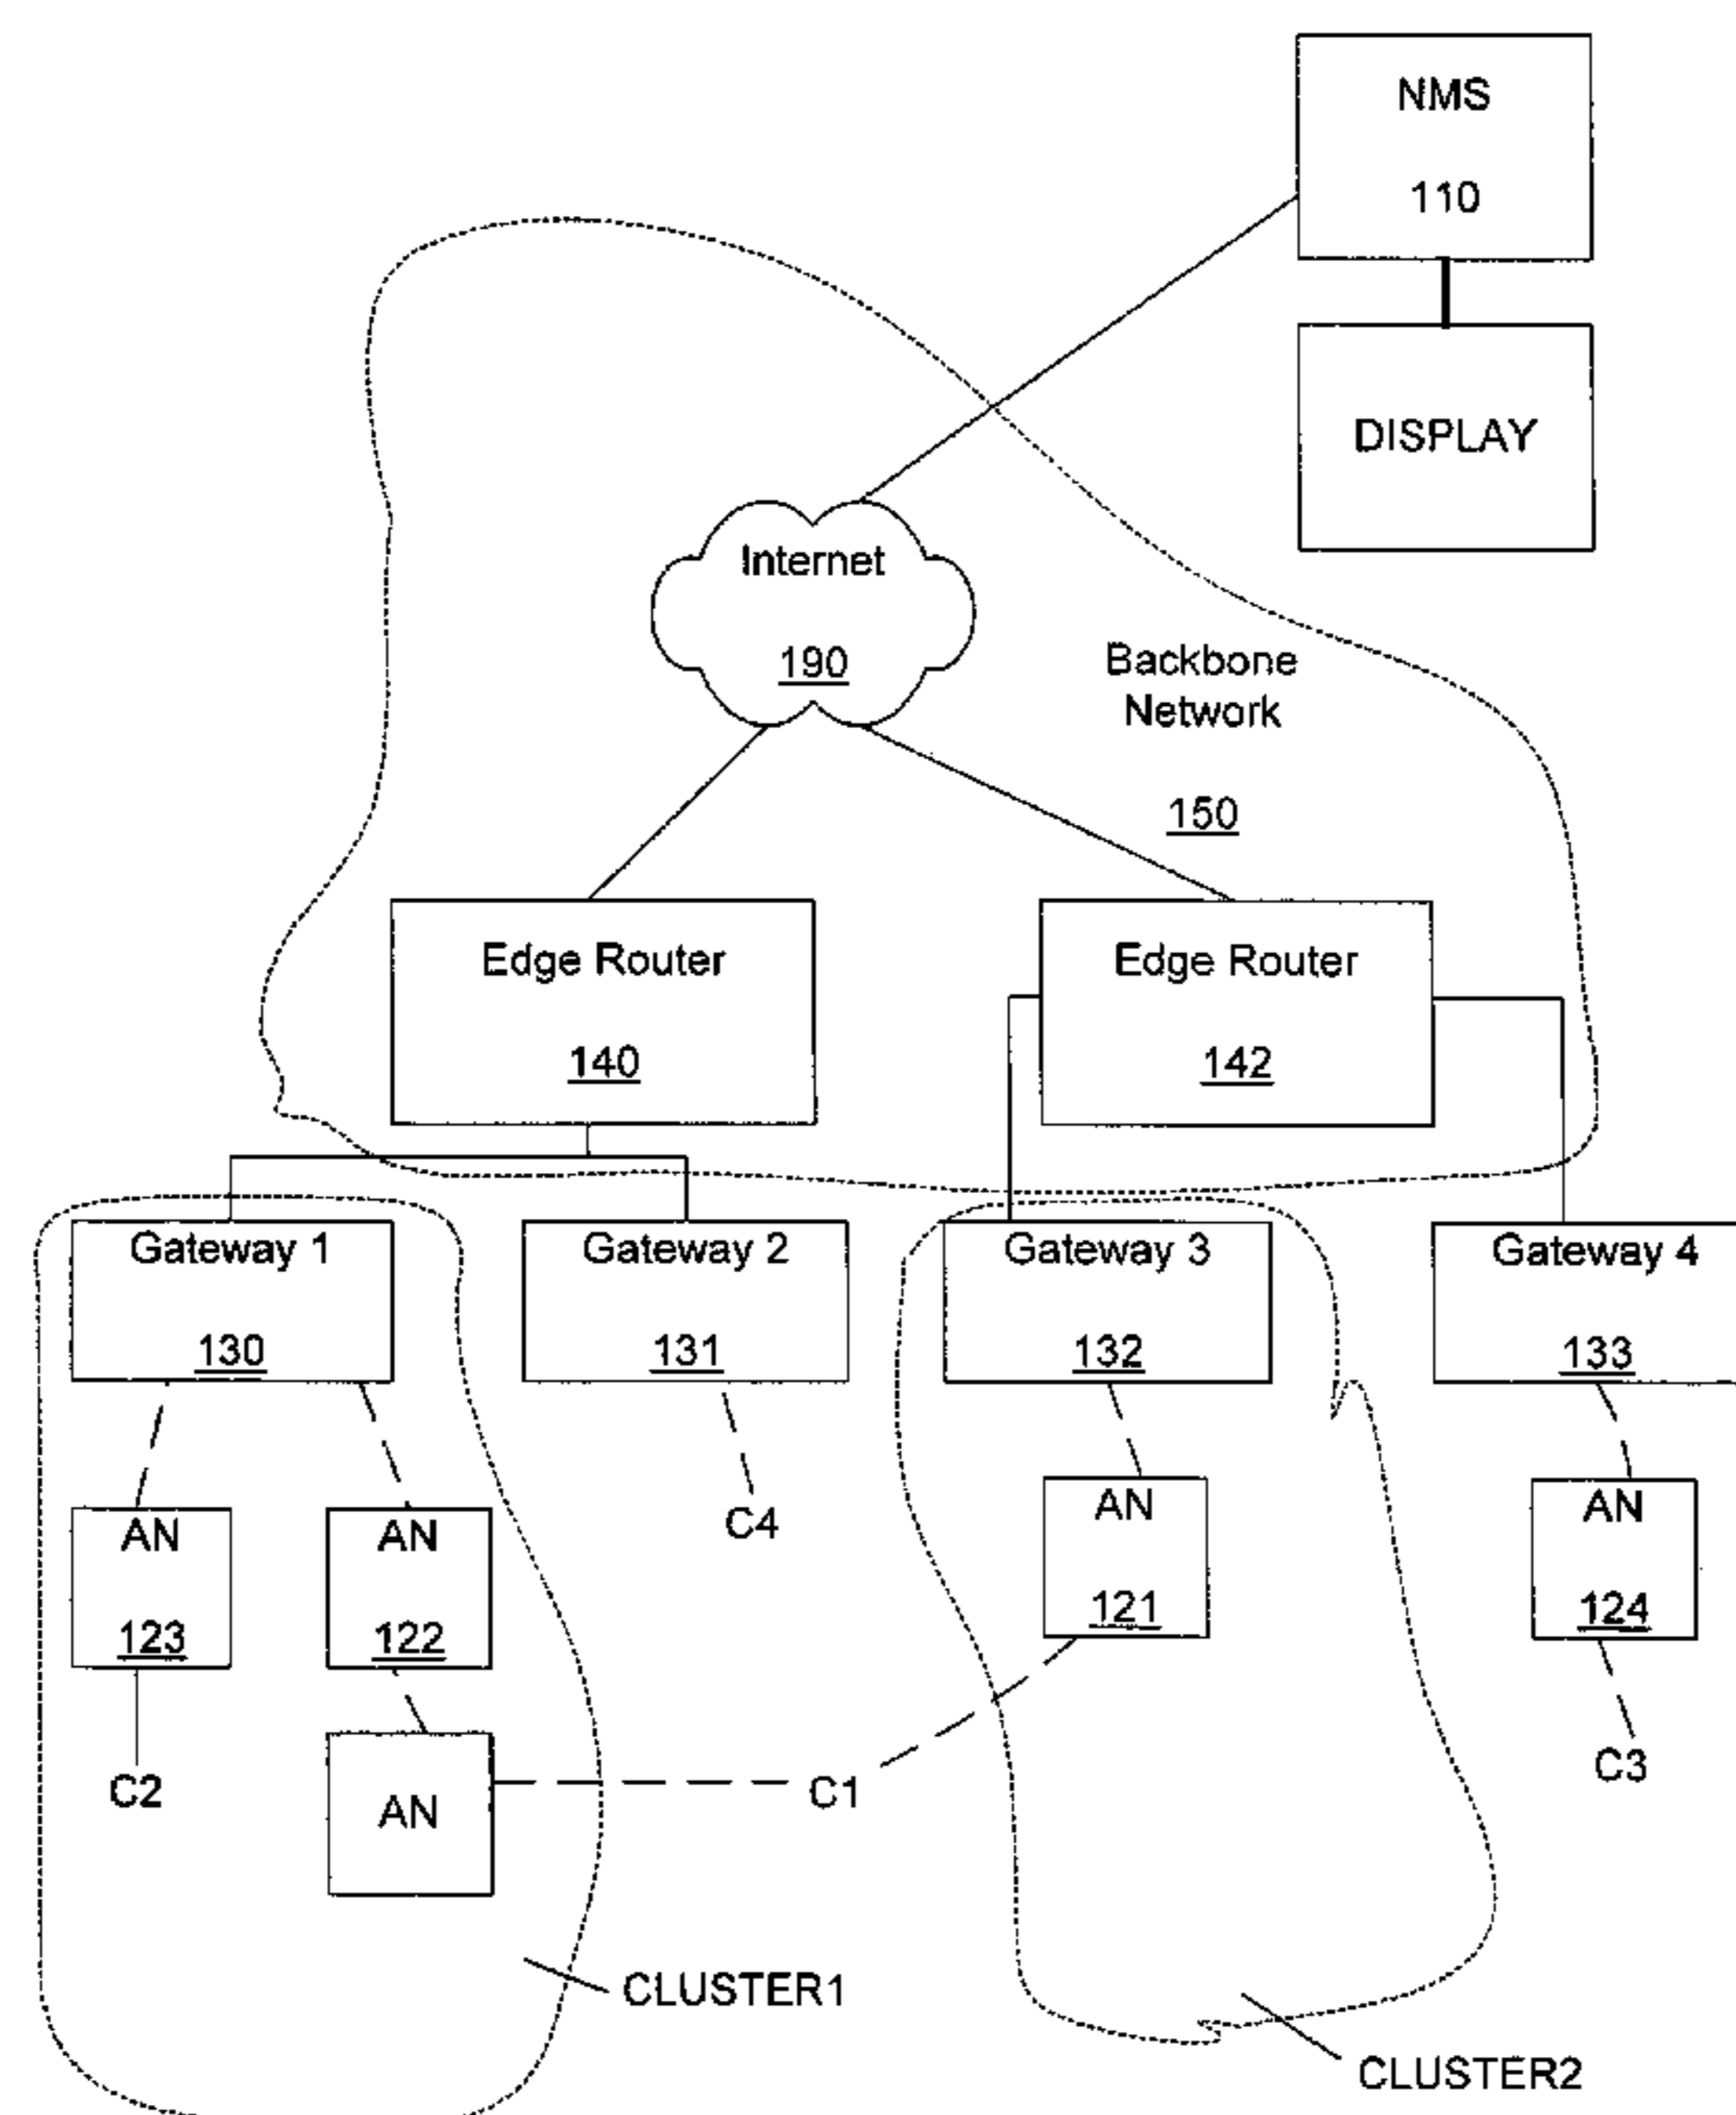 NMS
110
DISPLAY
Internet
190
Backbone
Network
150
Edge Router
140
Edge Router
142
Gateway 1
130
Gateway 2
131
Gateway 3
132
Gateway 4
133
AN
123
AN
122
C4
AN
121
AN
124
C2
AN
C1
C3
CLUSTER1
CLUSTER2